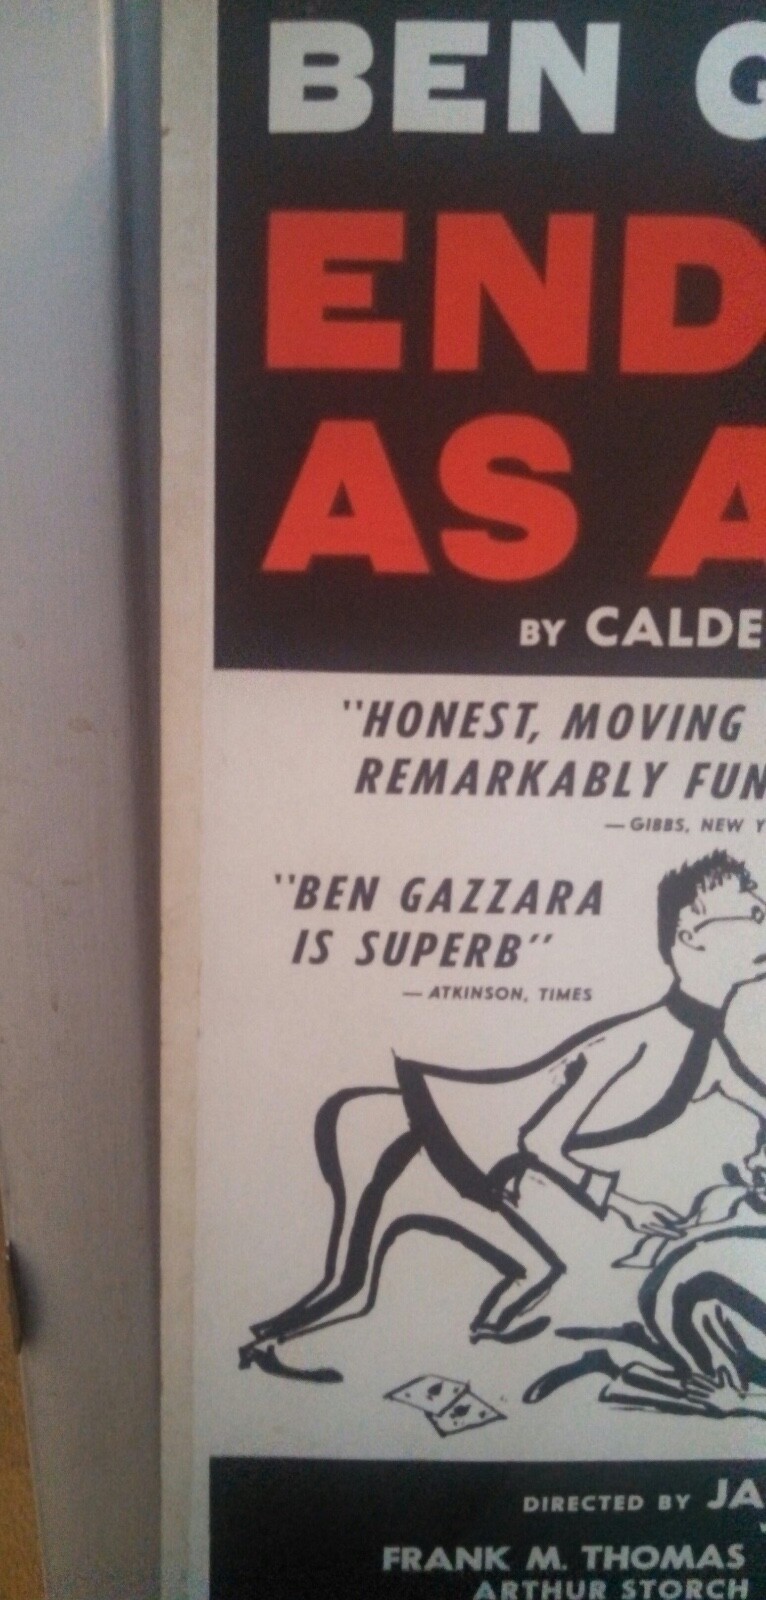 BEN G
END
AS A
BY CALDE
"HONEST, MOVING
REMARKABLY FUN
— GIBBS, NEW Y
"BEN GAZZARA
IS SUPERB"
— ATKINSON, TIMES
DIRECTED BY JA
FRANK M. THOMAS
ARTHUR STORCH